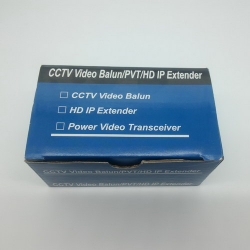 CCTV Video Balun/PVT/HD IP Extender
CCTV Video Balun
HD IP Extender
Power Video Transceiver
CCTV Video Balun/PVT/HD IP Extender